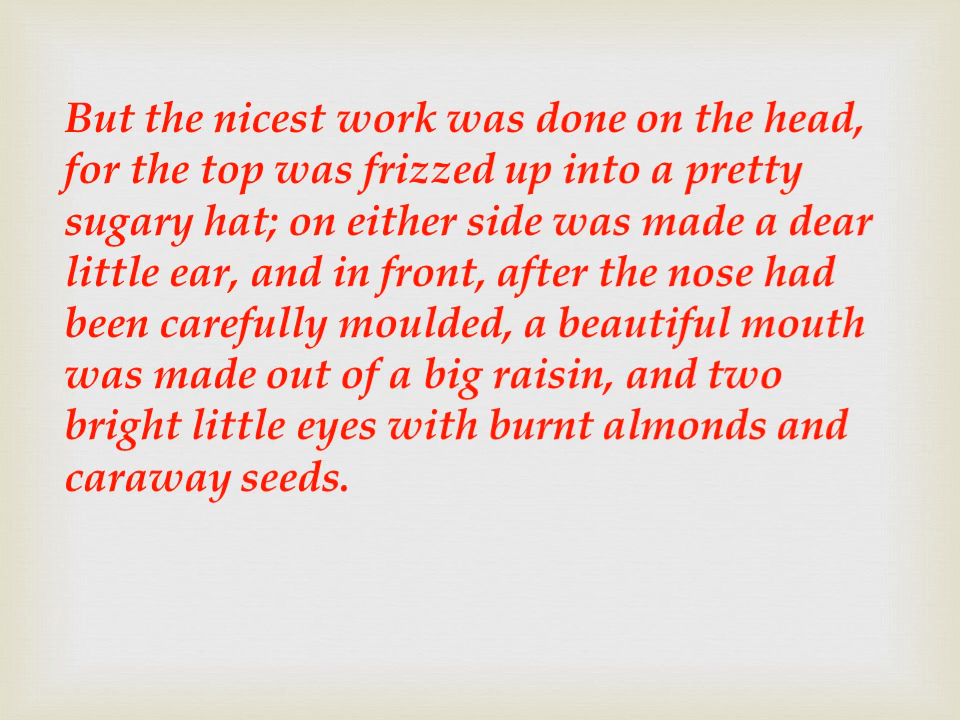 But the nicest work was done on the head,
for the top was frizzed up into a pretty
sugary hat; on either side was made a dear
little ear, and in front, after the nose had
been carefully moulded, a beautiful mouth
was made out of a big raisin, and two
bright little eyes with burnt almonds and
caraway seeds.